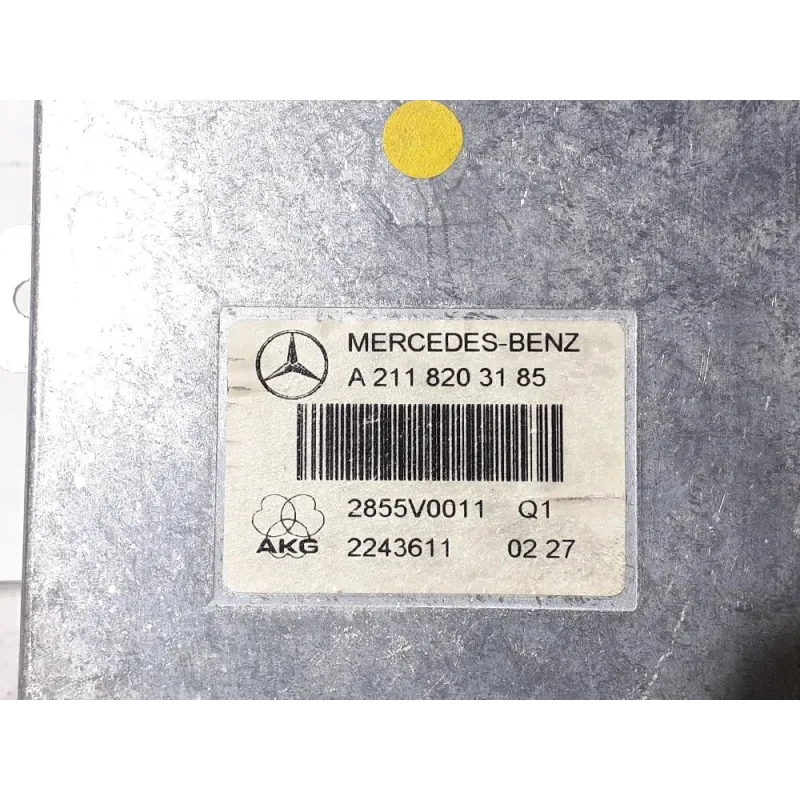 MERCEDES-BENZ
A 211 820 31 85
2855V0011 Q1
AKG
2243611 02 27